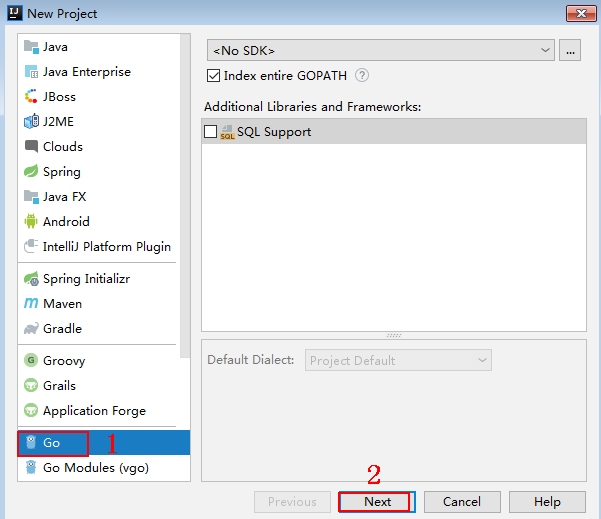 IJ New Project
Java
Java Enterprise
JBoss
J2ME
Clouds
Spring
Java FX
Android
IntelliJ Platform Plugin
Spring Initializr
Maven
Gradle
Groovy
Grails
Application Forge
Go 1
Go Modules (vgo)
<No SDK>
...
Index entire GOPATH ?
Additional Libraries and Frameworks:
SQL SQL Support
Default Dialect: Project Default
2
Previous Next Cancel Help